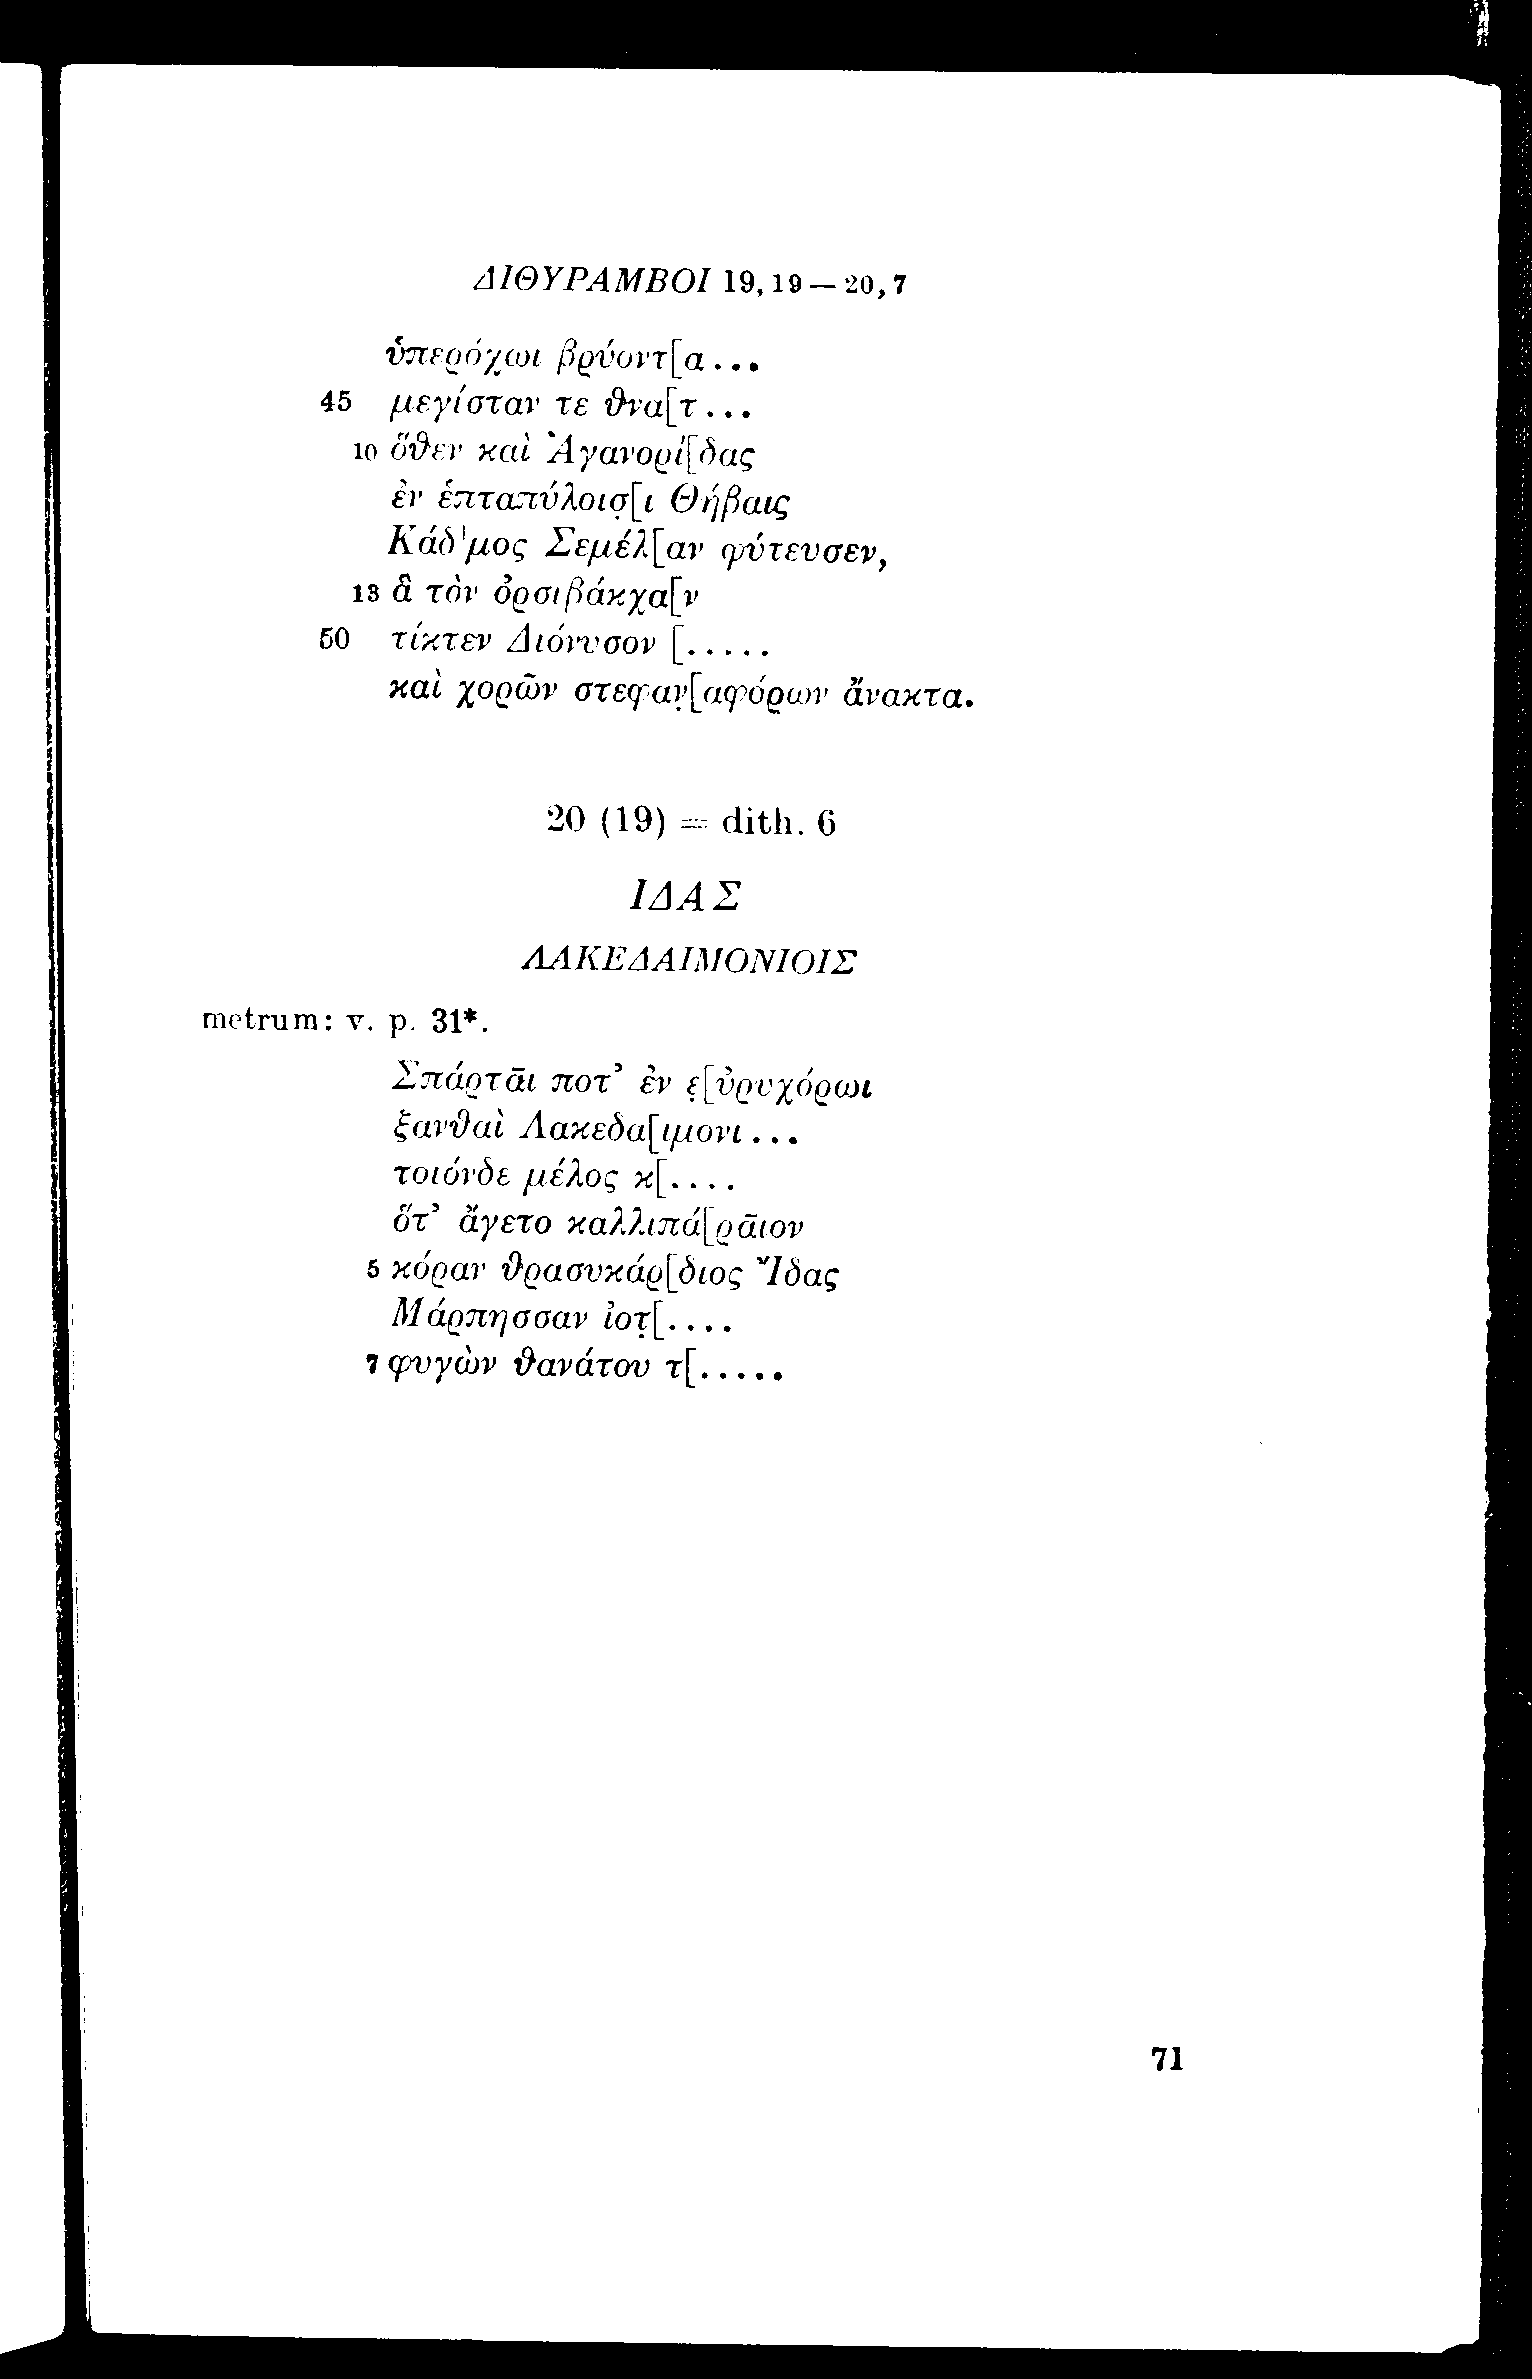 ΔΙΘΥΡΑΜΒΟΙ 19,19 — 20,7
ὑπερόχωι βρύοντ[α...
45 μεγίσταν τε θνα[τ...
10 ὅθεν καὶ Ἀγανορί[δας
ἐν ἑπταπύλοισ̣[ι Θήβαις
Κάδ'μος Σεμέλ[αν φύτευσεν,
13 ἃ τὸν ὀρσιβάκχα[ν
50 τίκτεν Διόνυσον [.....
καὶ χορῶν στεφαν̣[αφόρων ἄνακτα.
20 (19) = dith. 6
ΙΔΑΣ
ΛΑΚΕΔΑΙΜΟΝΙΟΙΣ
metrum: v. p. 31*.
Σπάρτᾱι ποτ’ ἐν ε̣[ὐρυχόρωι
ξανθαὶ Λακεδα[ιμονι...
τοιόνδε μέλος κ[....
ὅτ’ ἄγετο καλλιπά[ρᾱιον
5 κόραν θρασυκάρ[διος Ἴδας
Μάρπησσαν ἰοτ̣[....
7 φυγὼν θανάτου τ[.....
71